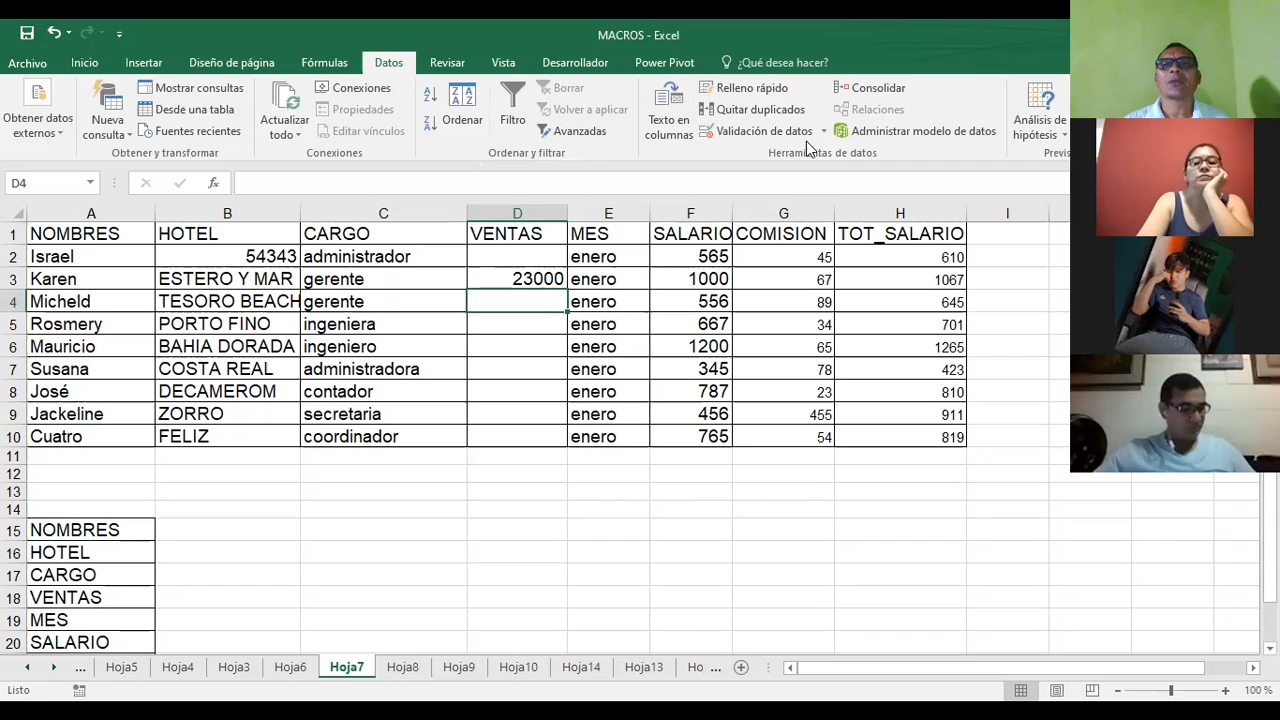 MACROS - Excel
Archivo Inicio Insertar Diseño de página Fórmulas Datos Revisar Vista Desarrollador Power Pivot ¿Qué desea hacer?
Obtener datos externos
Nueva consulta
Mostrar consultas
Desde una tabla
Fuentes recientes
Obtener y transformar
Actualizar todo
Conexiones
Propiedades
Editar vínculos
Conexiones
Ordenar
Filtro
Borrar
Volver a aplicar
Avanzadas
Ordenar y filtrar
Texto en columnas
Relleno rápido
Quitar duplicados
Validación de datos
Consolidar
Relaciones
Administrar modelo de datos
Herramientas de datos
Análisis de hipótesis
Previs
D4 fx
A B C D E F G H I
1 NOMBRES HOTEL CARGO VENTAS MES SALARIO COMISION TOT_SALARIO
2 Israel 54343 administrador enero 565 45 610
3 Karen ESTERO Y MAR gerente 23000 enero 1000 67 1067
4 Micheld TESORO BEACH gerente enero 556 89 645
5 Rosmery PORTO FINO ingeniera enero 667 34 701
6 Mauricio BAHIA DORADA ingeniero enero 1200 65 1265
7 Susana COSTA REAL administradora enero 345 78 423
8 José DECAMEROM contador enero 787 23 810
9 Jackeline ZORRO secretaria enero 456 455 911
10 Cuatro FELIZ coordinador enero 765 54 819
11
12
13
14
15 NOMBRES
16 HOTEL
17 CARGO
18 VENTAS
19 MES
20 SALARIO
... Hoja5 Hoja4 Hoja3 Hoja6 Hoja7 Hoja8 Hoja9 Hoja10 Hoja14 Hoja13 Ho ...
Listo 100 %